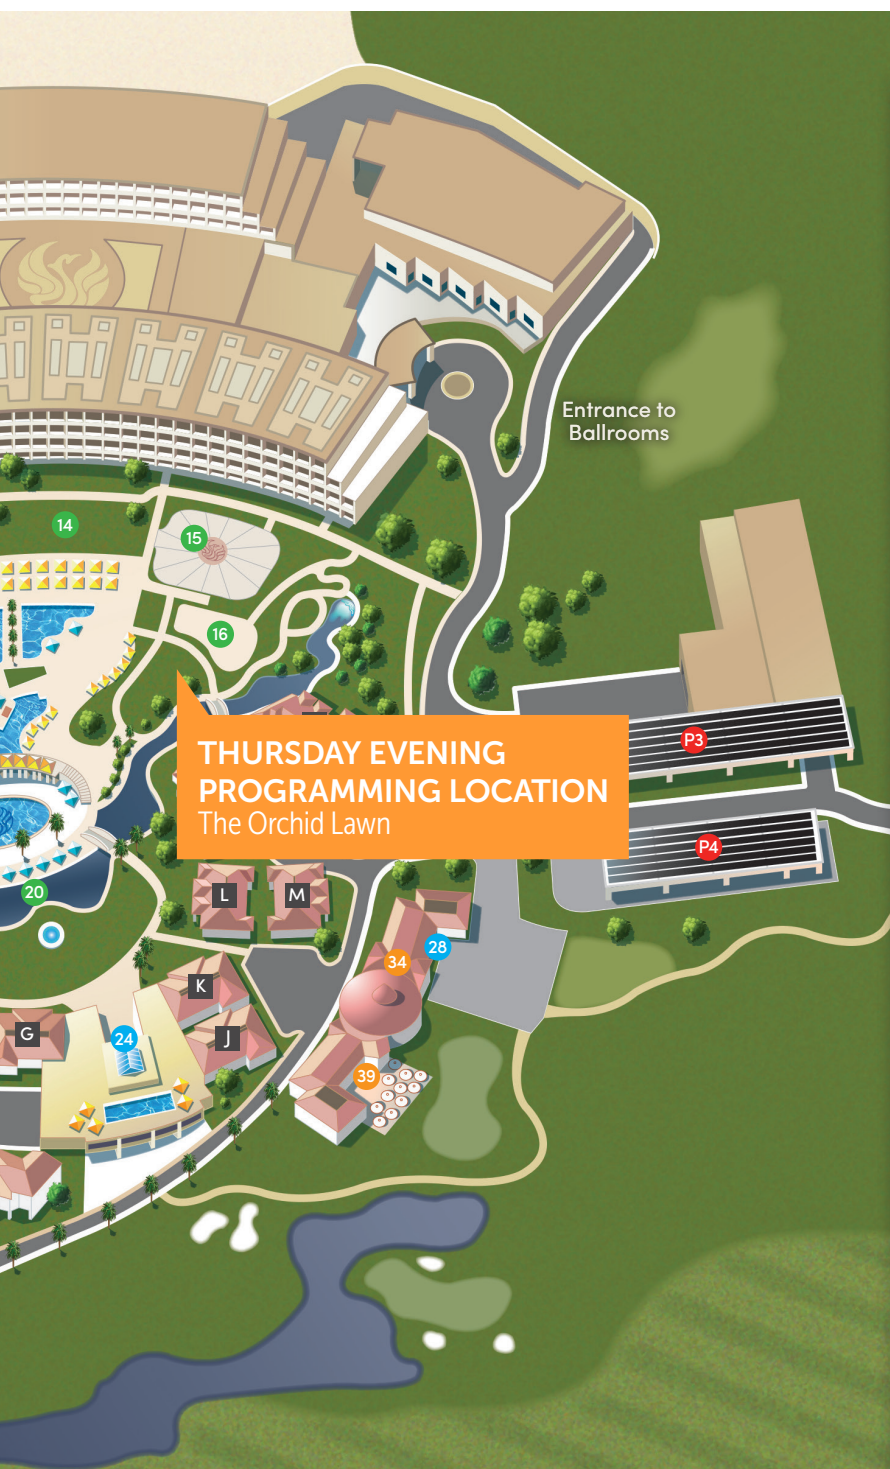 Entrance to
Ballrooms
14
15
16
THURSDAY EVENING
PROGRAMMING LOCATION
The Orchid Lawn
P3
P4
20
L
M
28
34
K
G
24
J
39